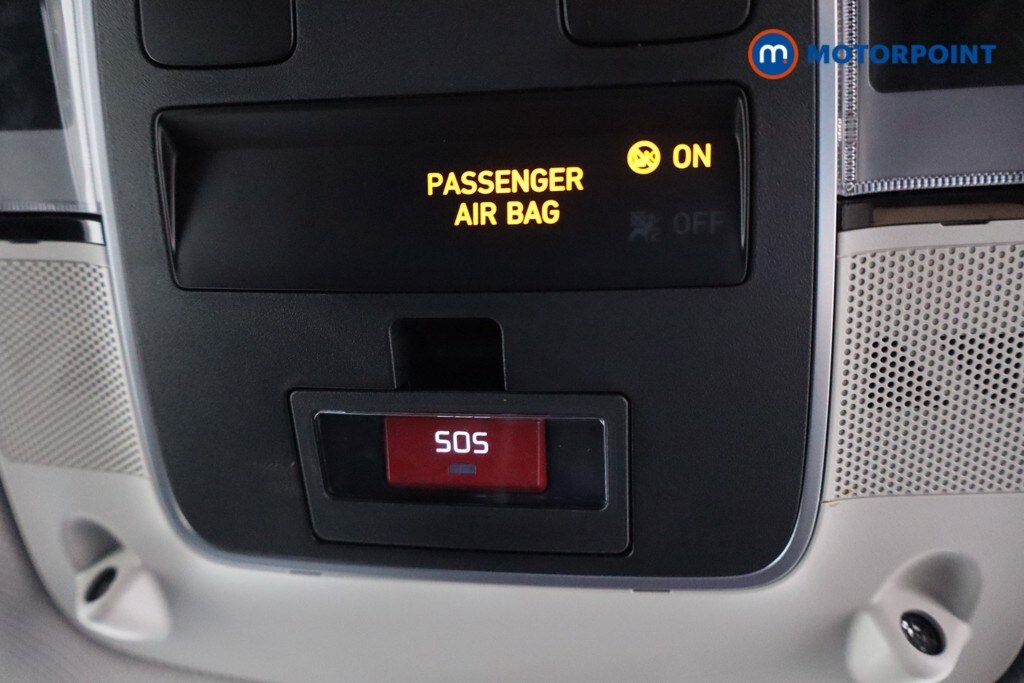 m. MOTORPOINT
ON
PASSENGER
AIR BAG
OFF
SOS